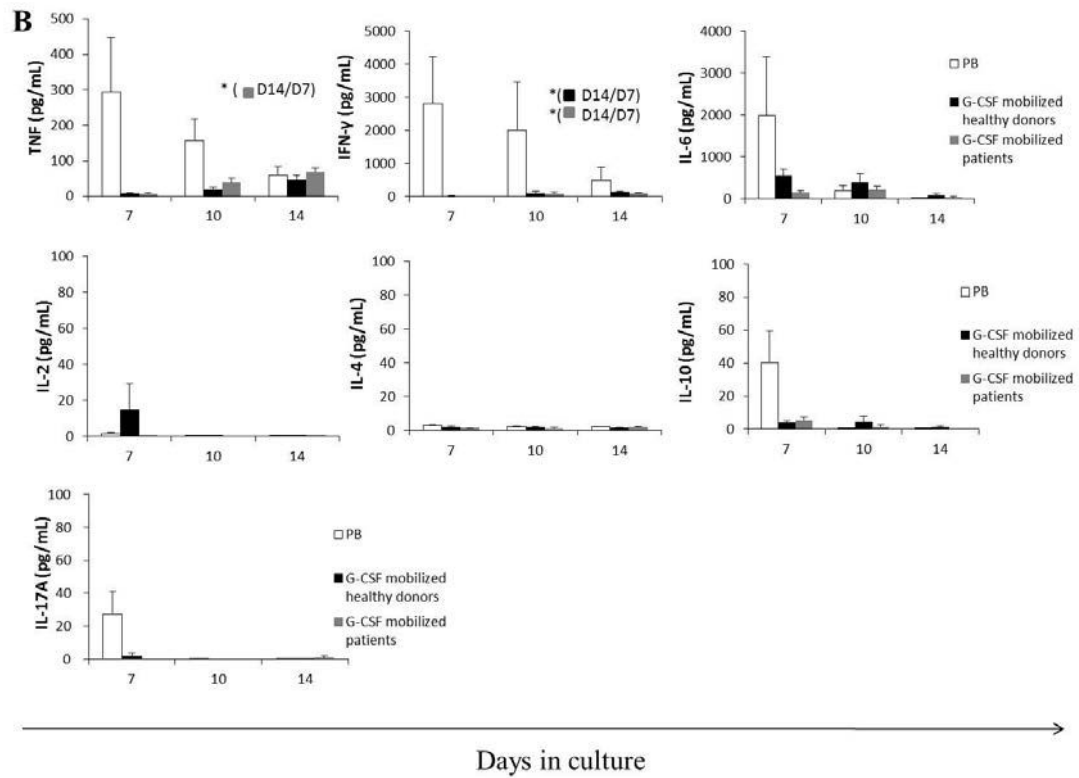 B
TNF (pg/mL)
500
400
300
200
100
0
* ( D14/D7)
7 10 14
IFN-γ (pg/mL)
5000
4000
3000
2000
1000
0
*( D14/D7)
*( D14/D7)
7 10 14
IL-6 (pg/mL)
4000
3000
2000
1000
0
PB
G-CSF mobilized
healthy donors
G-CSF mobilized
patients
7 10 14
IL-2 (pg/mL)
100
80
60
40
20
0
7 10 14
IL-4 (pg/mL)
100
80
60
40
20
0
7 10 14
IL-10 (pg/mL)
100
80
60
40
20
0
PB
G-CSF mobilized
healthy donors
G-CSF mobilized
patients
7 10 14
IL-17A (pg/mL)
100
80
60
40
20
0
PB
G-CSF mobilized
healthy donors
G-CSF mobilized
patients
7 10 14
Days in culture